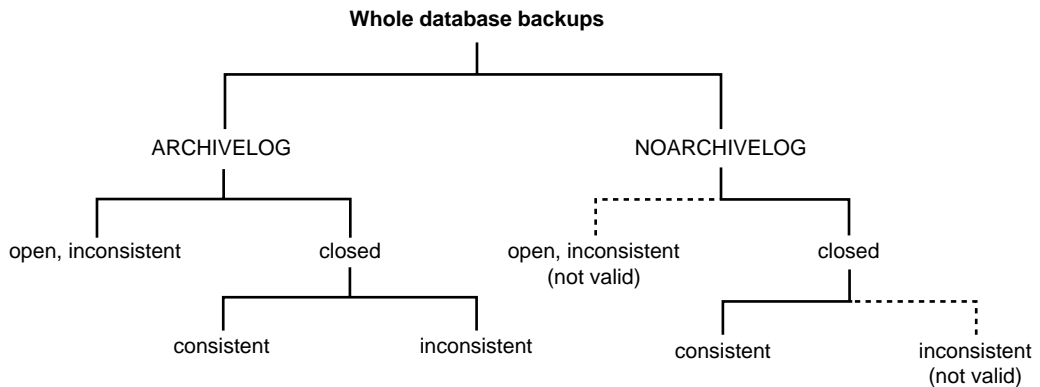 Whole database backups
ARCHIVELOG
NOARCHIVELOG
open, inconsistent
closed
open, inconsistent
(not valid)
closed
consistent
inconsistent
consistent
inconsistent
(not valid)